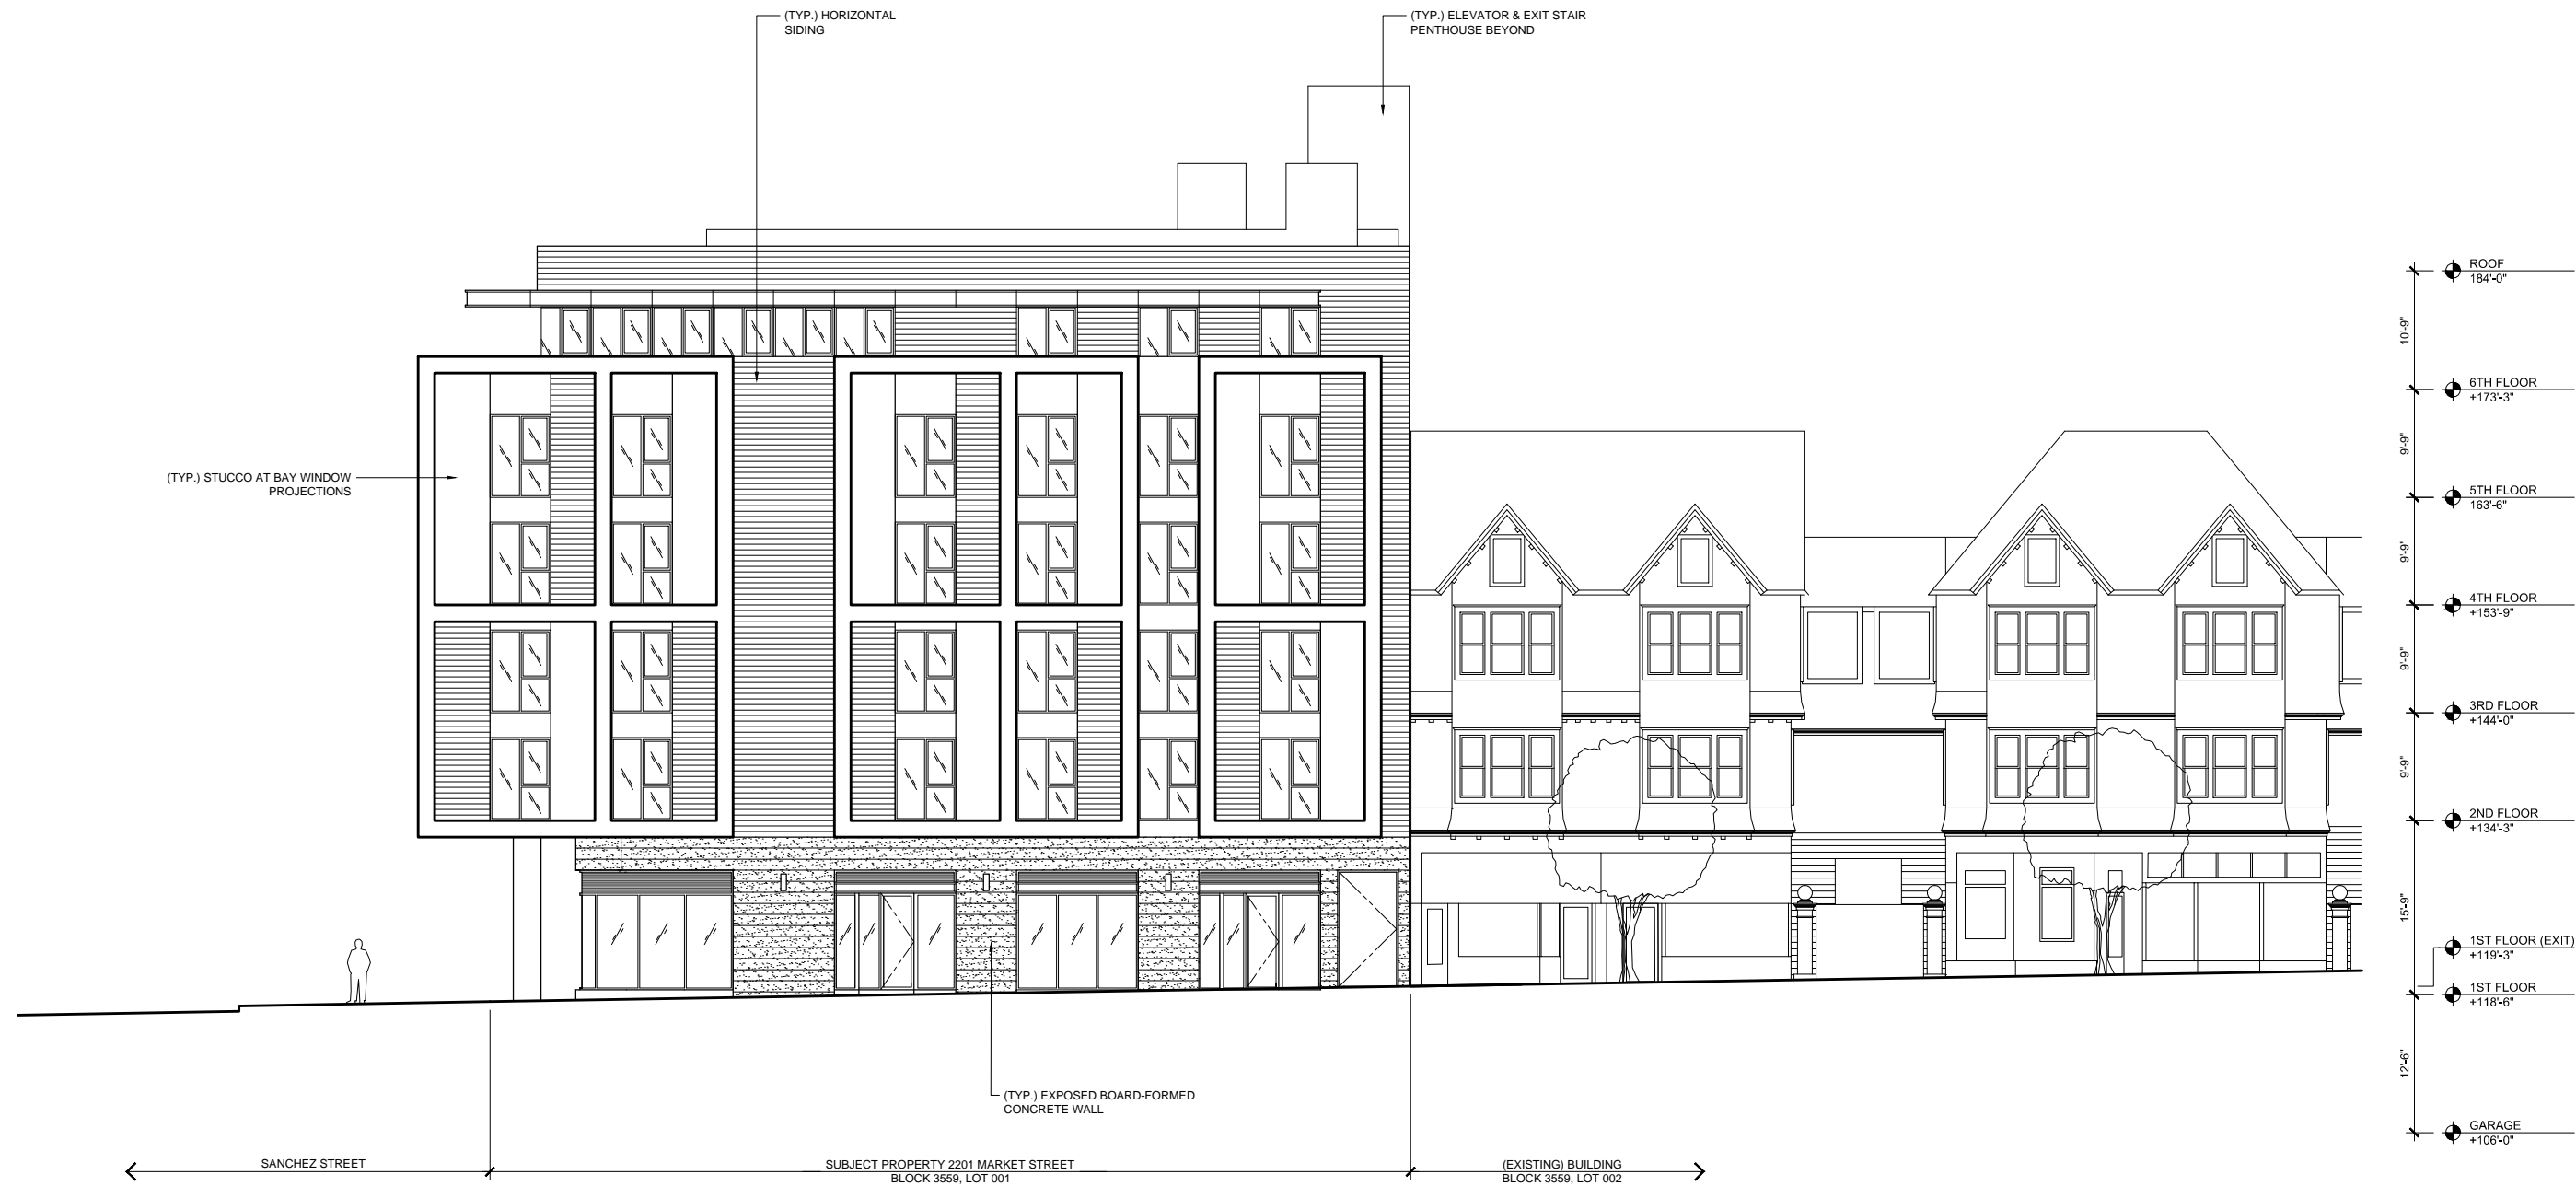 (TYP.) HORIZONTAL
SIDING
(TYP.) ELEVATOR & EXIT STAIR
PENTHOUSE BEYOND
(TYP.) STUCCO AT BAY WINDOW
PROJECTIONS
ROOF
184'-0"
10'-9"
6TH FLOOR
+173'-3"
9'-9"
5TH FLOOR
163'-6"
9'-9"
4TH FLOOR
+153'-9"
9'-9"
3RD FLOOR
+144'-0"
9'-9"
2ND FLOOR
+134'-3"
15'-9"
1ST FLOOR (EXIT)
+119'-3"
1ST FLOOR
+118'-6"
12'-6"
GARAGE
+106'-0"
(TYP.) EXPOSED BOARD-FORMED
CONCRETE WALL
SANCHEZ STREET
SUBJECT PROPERTY 2201 MARKET STREET
BLOCK 3559, LOT 001
(EXISTING) BUILDING
BLOCK 3559, LOT 002